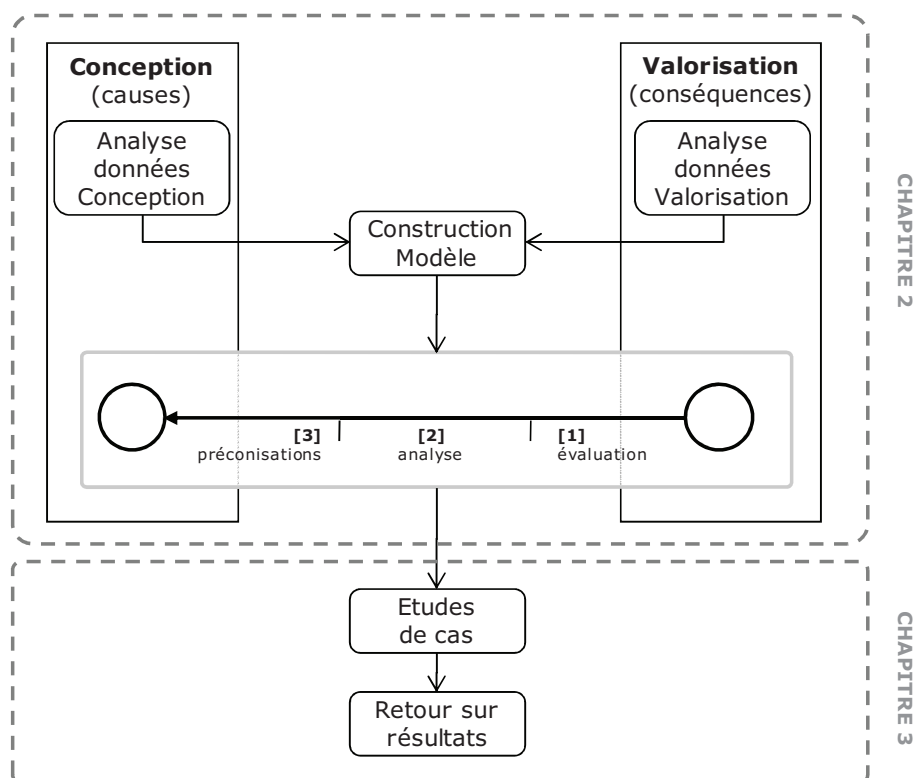 Conception
(causes)
Analyse
données
Conception
Valorisation
(conséquences)
Analyse
données
Valorisation
Construction
Modèle
[3]
préconisations
[2]
analyse
[1]
évaluation
CHAPITRE 2
Etudes
de cas
Retour sur
résultats
CHAPITRE 3